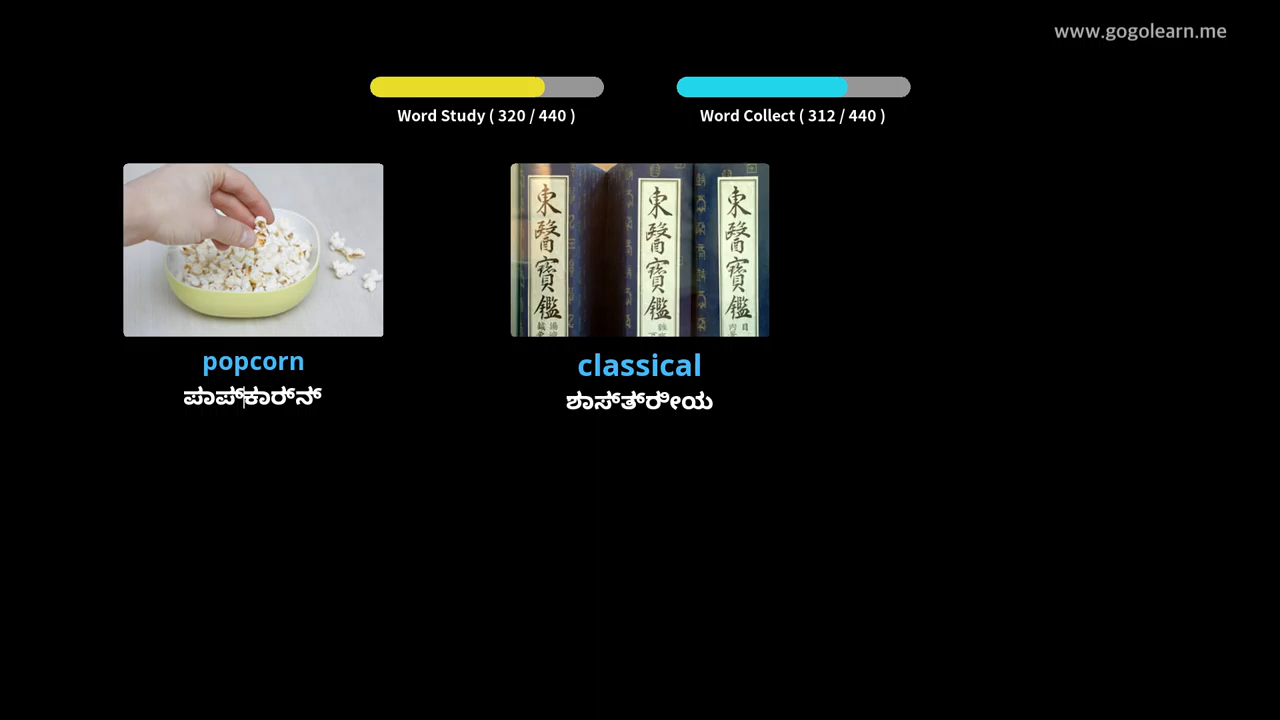 www.gogolearn.me
Word Study ( 320 / 440 )
Word Collect ( 312 / 440 )
東醫寶鑑
東醫寶鑑
東醫寶鑑
popcorn
ಪಾಪ್‌ಕಾರ್ನ್
classical
ಶಾಸ್ತ್ರೀಯ